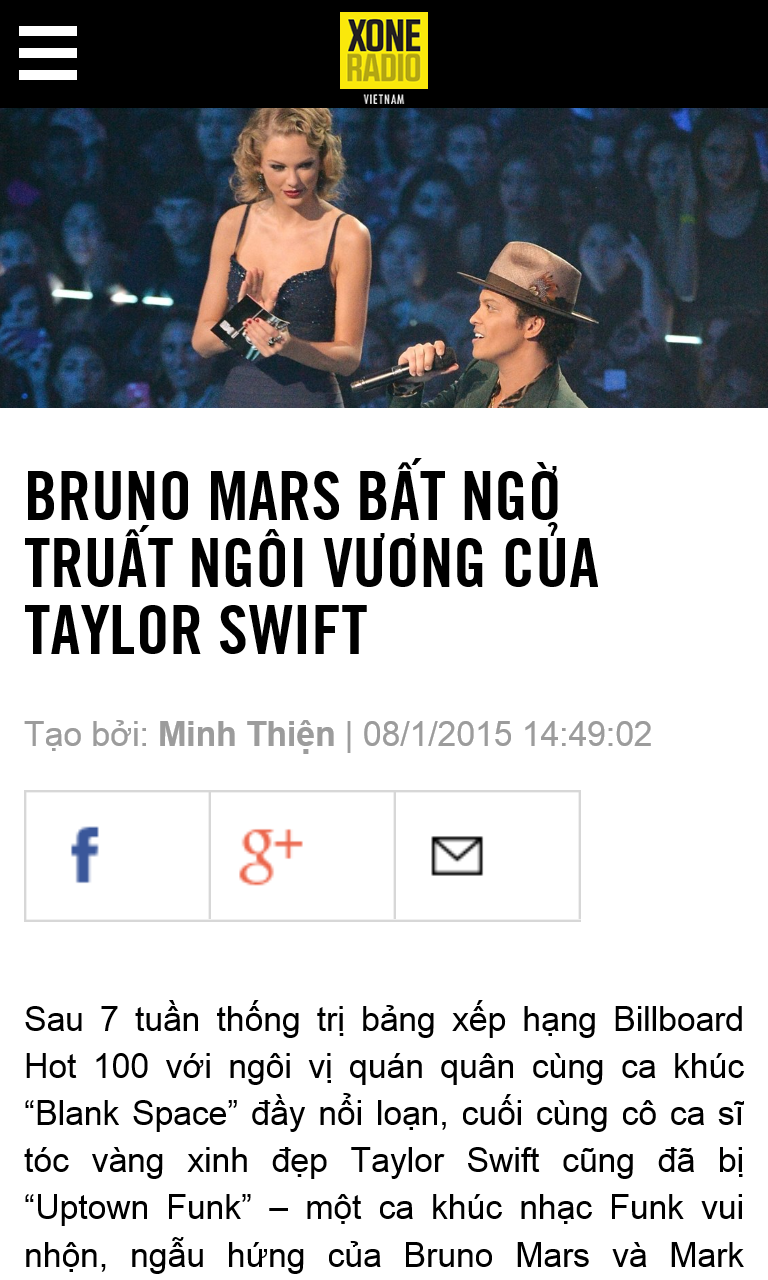 XONE
RADIO
VIETNAM
BRUNO MARS BẤT NGỜ
TRUẤT NGÔI VƯƠNG CỦA
TAYLOR SWIFT
Tạo bởi: Minh Thiện | 08/1/2015 14:49:02
f
g+
Sau 7 tuần thống trị bảng xếp hạng Billboard
Hot 100 với ngôi vị quán quân cùng ca khúc
“Blank Space” đầy nổi loạn, cuối cùng cô ca sĩ
tóc vàng xinh đẹp Taylor Swift cũng đã bị
“Uptown Funk” – một ca khúc nhạc Funk vui
nhộn, ngẫu hứng của Bruno Mars và Mark